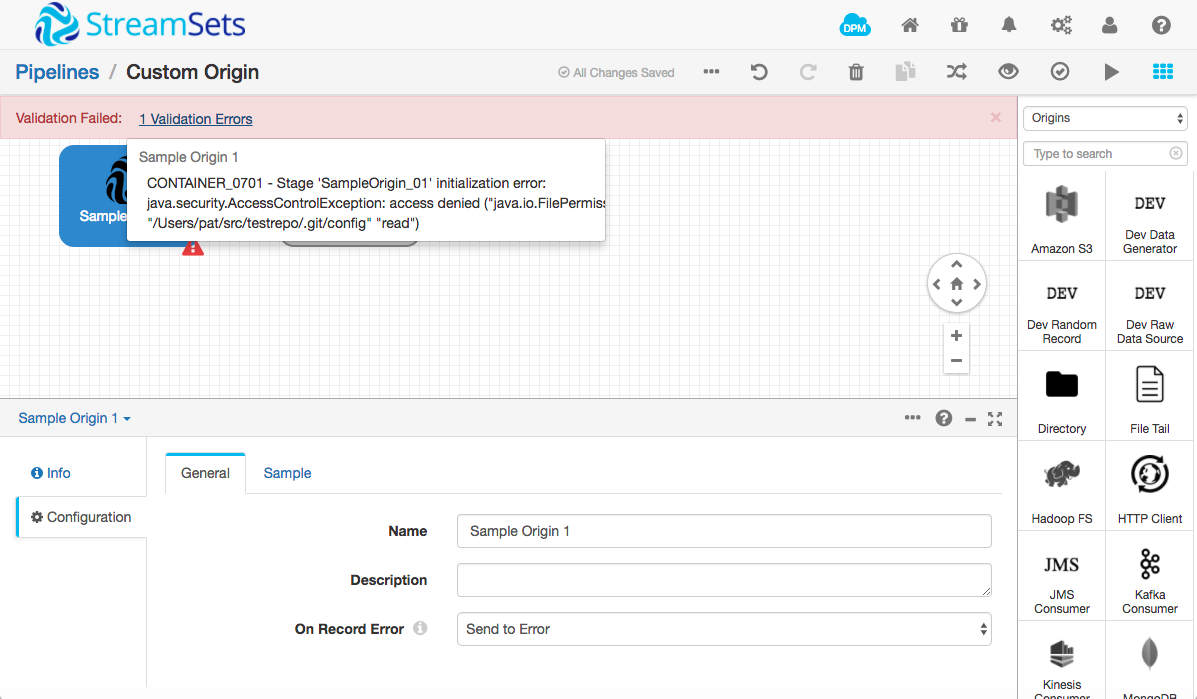 StreamSets
DPM
Pipelines / Custom Origin
All Changes Saved
Validation Failed: 1 Validation Errors
Sample Origin 1
CONTAINER_0701 - Stage 'SampleOrigin_01' initialization error:
java.security.AccessControlException: access denied ("java.io.FilePermis
"/Users/pat/src/testrepo/.git/config" "read")
Sample
Origins
Type to search
Amazon S3
DEV
Dev Data
Generator
DEV
Dev Random
Record
DEV
Dev Raw
Data Source
Directory
File Tail
Hadoop FS
HTTP Client
JMS
JMS
Consumer
Kafka
Consumer
Kinesis
Consumer
MongoDB
Sample Origin 1
Info
Configuration
General
Sample
Name
Sample Origin 1
Description
On Record Error
Send to Error